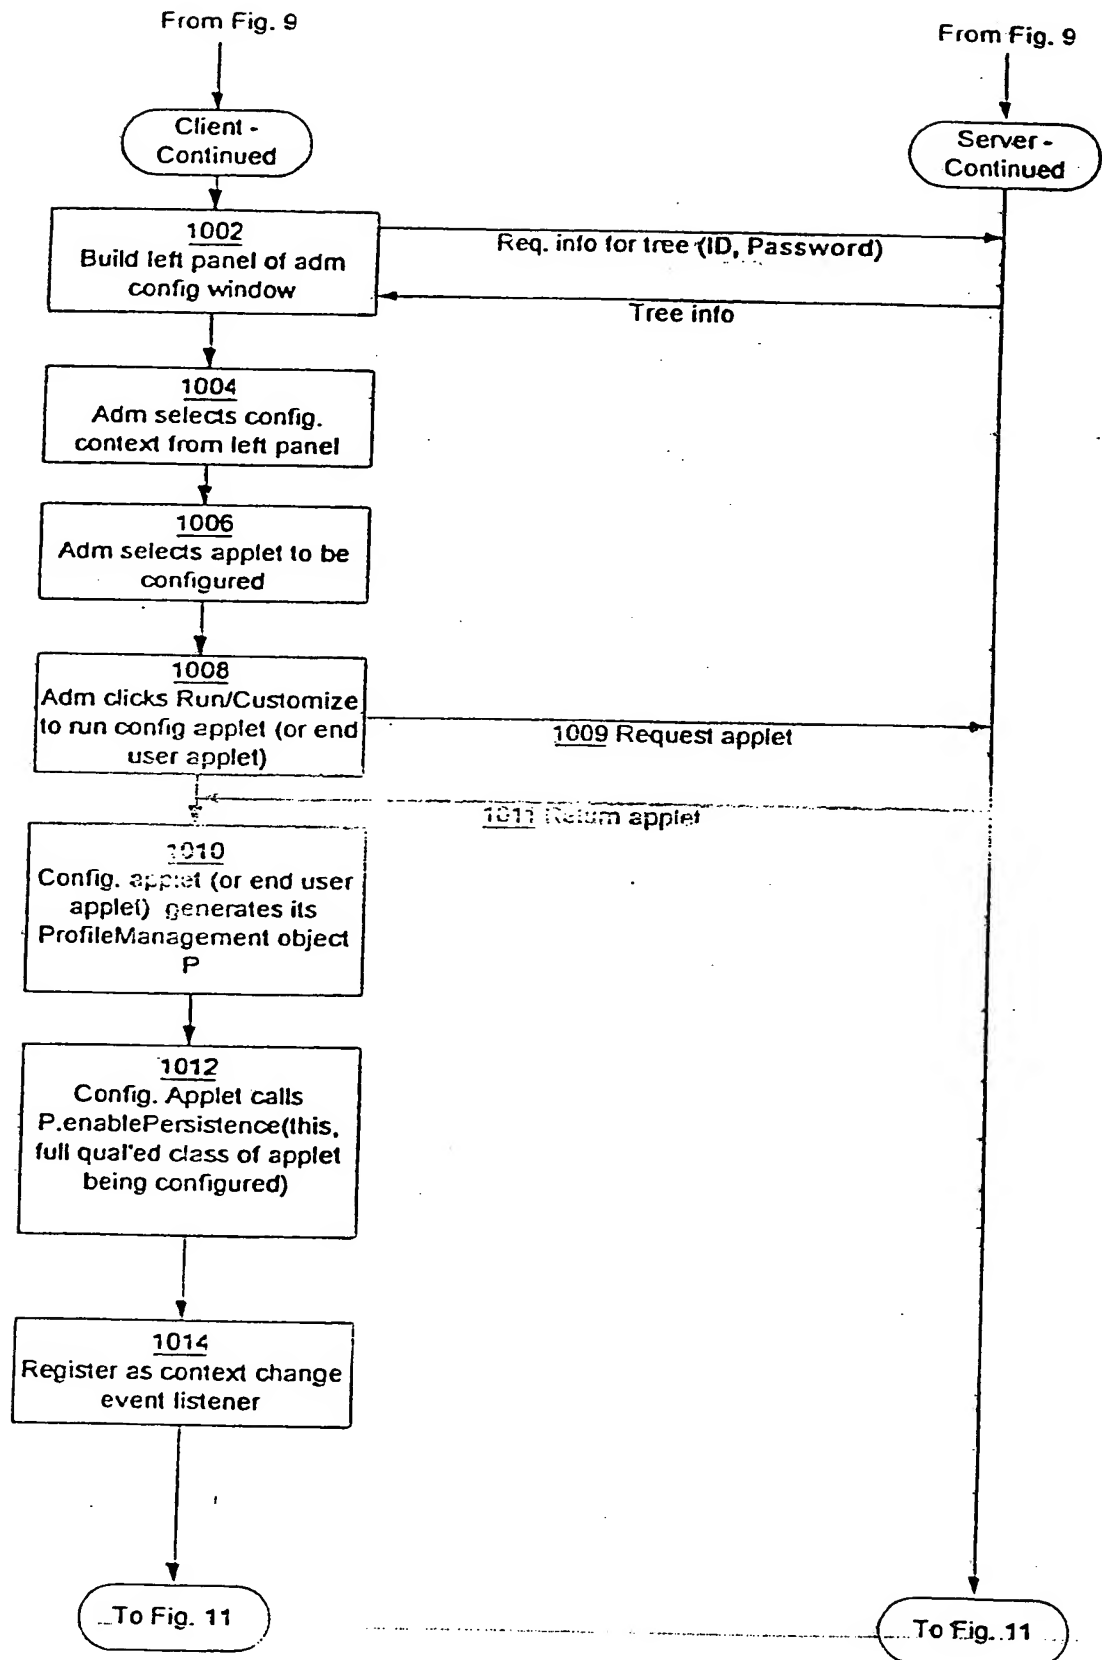 From Fig. 9
From Fig. 9
Client -
Continued
Server -
Continued
1002
Build left panel of adm
config window
Req. info for tree (ID, Password)
Tree info
1004
Adm selects config.
context from left panel
1006
Adm selects applet to be
configured
1008
Adm clicks Run/Customize
to run config applet (or end
user applet)
1009 Request applet
1011 Return applet
1010
Config. applet (or end user
applet) generates its
ProfileManagement object
P
1012
Config. Applet calls
P.enablePersistence(this,
full qual'ed class of applet
being configured)
1014
Register as context change
event listener
To Fig. 11
To Fig. 11